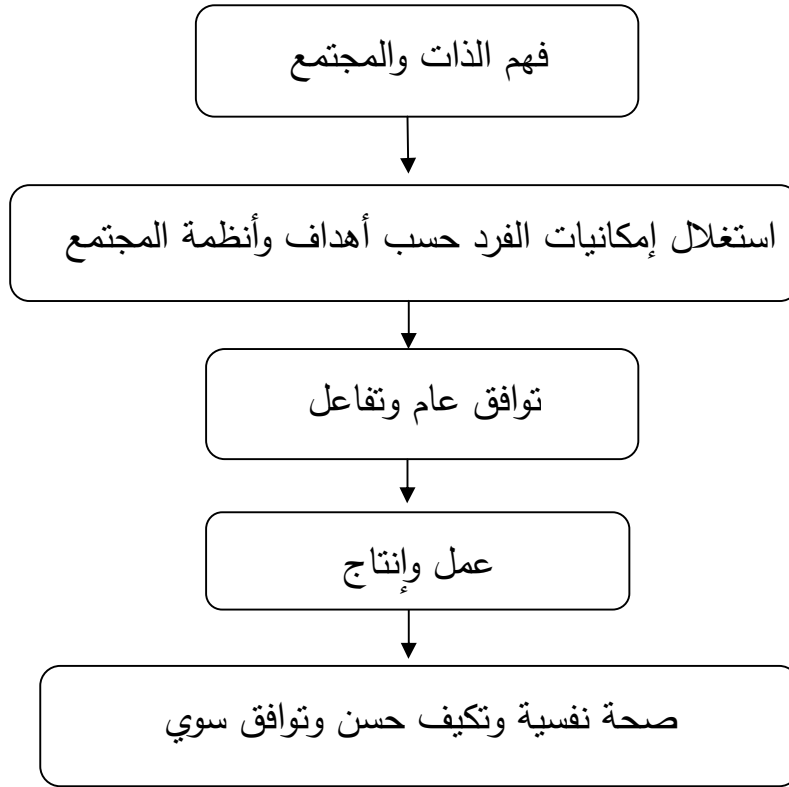 فهم الذات والمجتمع
استغلال إمكانيات الفرد حسب أهداف وأنظمة المجتمع
توافق عام وتفاعل
عمل وإنتاج
صحة نفسية وتكيف حسن وتوافق سوي